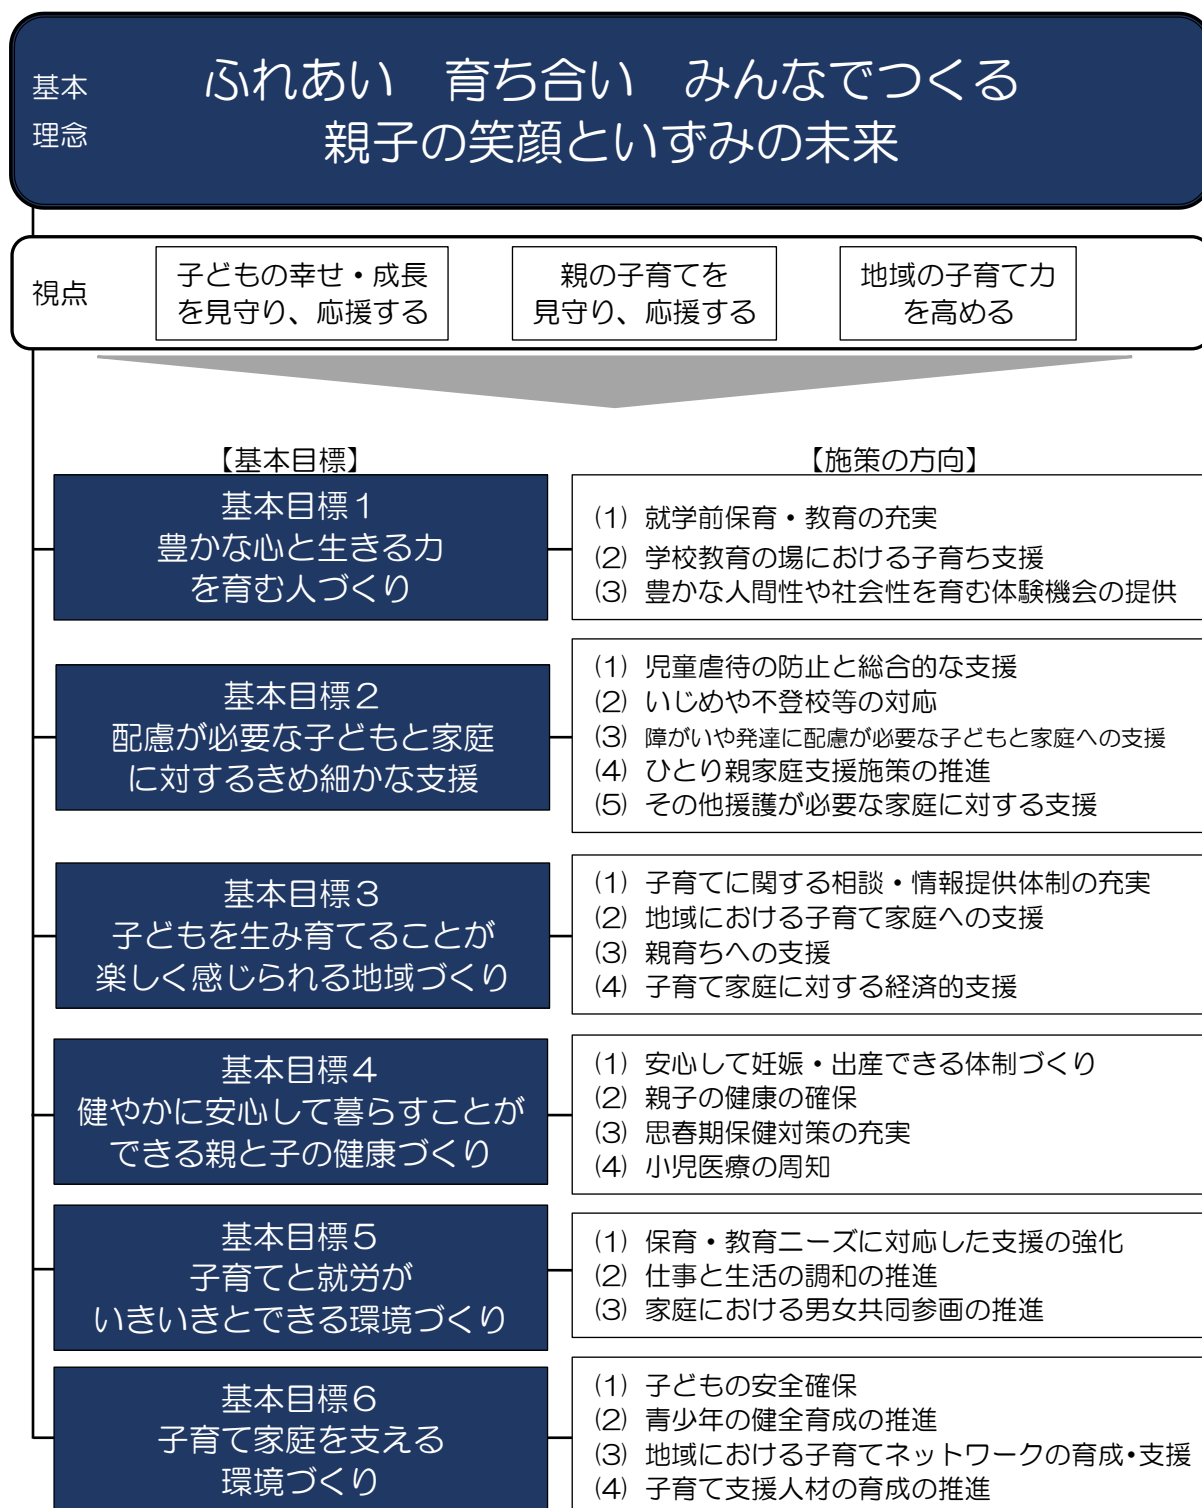 基本
理念
ふれあい　育ち合い　みんなでつくる
親子の笑顔といずみの未来
視点
子どもの幸せ・成長
を見守り、応援する
親の子育てを
見守り、応援する
地域の子育て力
を高める
【基本目標】
【施策の方向】
基本目標１
豊かな心と生きる力
を育む人づくり
(1) 就学前保育・教育の充実
(2) 学校教育の場における子育ち支援
(3) 豊かな人間性や社会性を育む体験機会の提供
基本目標２
配慮が必要な子どもと家庭
に対するきめ細かな支援
(1) 児童虐待の防止と総合的な支援
(2) いじめや不登校等の対応
(3) 障がいや発達に配慮が必要な子どもと家庭への支援
(4) ひとり親家庭支援施策の推進
(5) その他援護が必要な家庭に対する支援
基本目標３
子どもを生み育てることが
楽しく感じられる地域づくり
(1) 子育てに関する相談・情報提供体制の充実
(2) 地域における子育て家庭への支援
(3) 親育ちへの支援
(4) 子育て家庭に対する経済的支援
基本目標４
健やかに安心して暮らすことが
できる親と子の健康づくり
(1) 安心して妊娠・出産できる体制づくり
(2) 親子の健康の確保
(3) 思春期保健対策の充実
(4) 小児医療の周知
基本目標５
子育てと就労が
いきいきとできる環境づくり
(1) 保育・教育ニーズに対応した支援の強化
(2) 仕事と生活の調和の推進
(3) 家庭における男女共同参画の推進
基本目標６
子育て家庭を支える
環境づくり
(1) 子どもの安全確保
(2) 青少年の健全育成の推進
(3) 地域における子育てネットワークの育成・支援
(4) 子育て支援人材の育成の推進